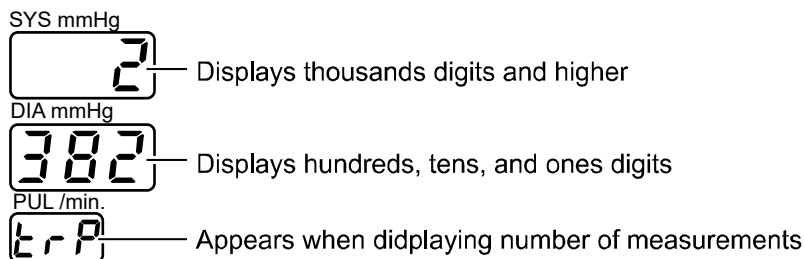 SYS mmHg
2 Displays thousands digits and higher
DIA mmHg
382 Displays hundreds, tens, and ones digits
PUL /min.
trP Appears when didplaying number of measurements